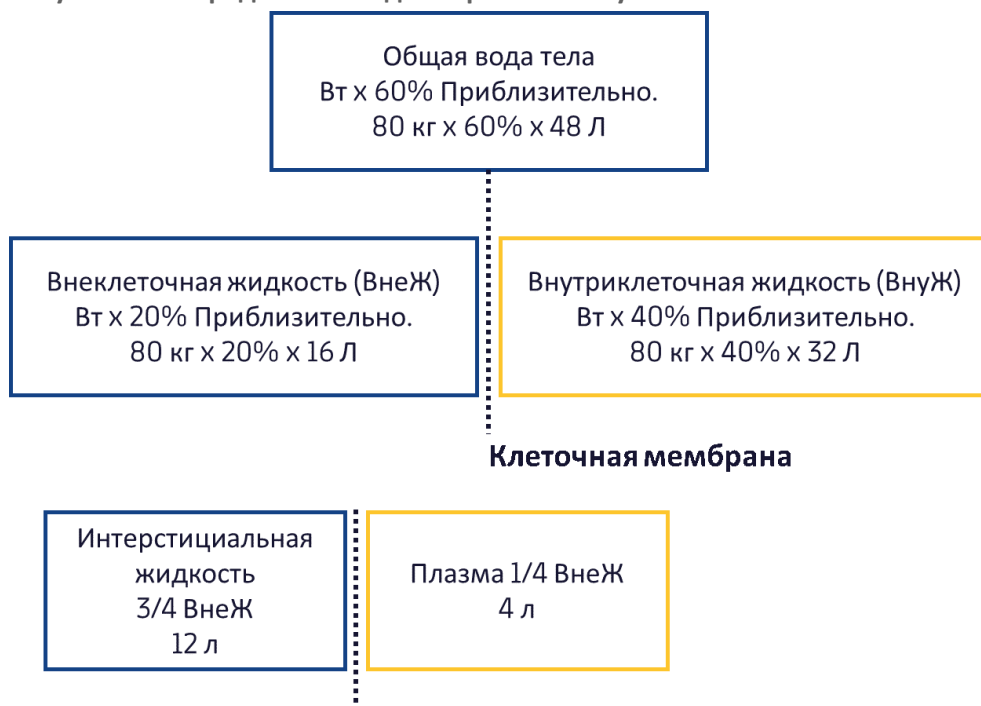 Общая вода тела
Вт x 60% Приблизительно.
80 кг x 60% x 48 Л
Внеклеточная жидкость (ВнеЖ)
Вт x 20% Приблизительно.
80 кг x 20% x 16 Л
Внутриклеточная жидкость (ВнуЖ)
Вт x 40% Приблизительно.
80 кг x 40% x 32 Л
Клеточная мембрана
Интерстициальная
жидкость
3/4 ВнеЖ
12 л
Плазма 1/4 ВнеЖ
4 л